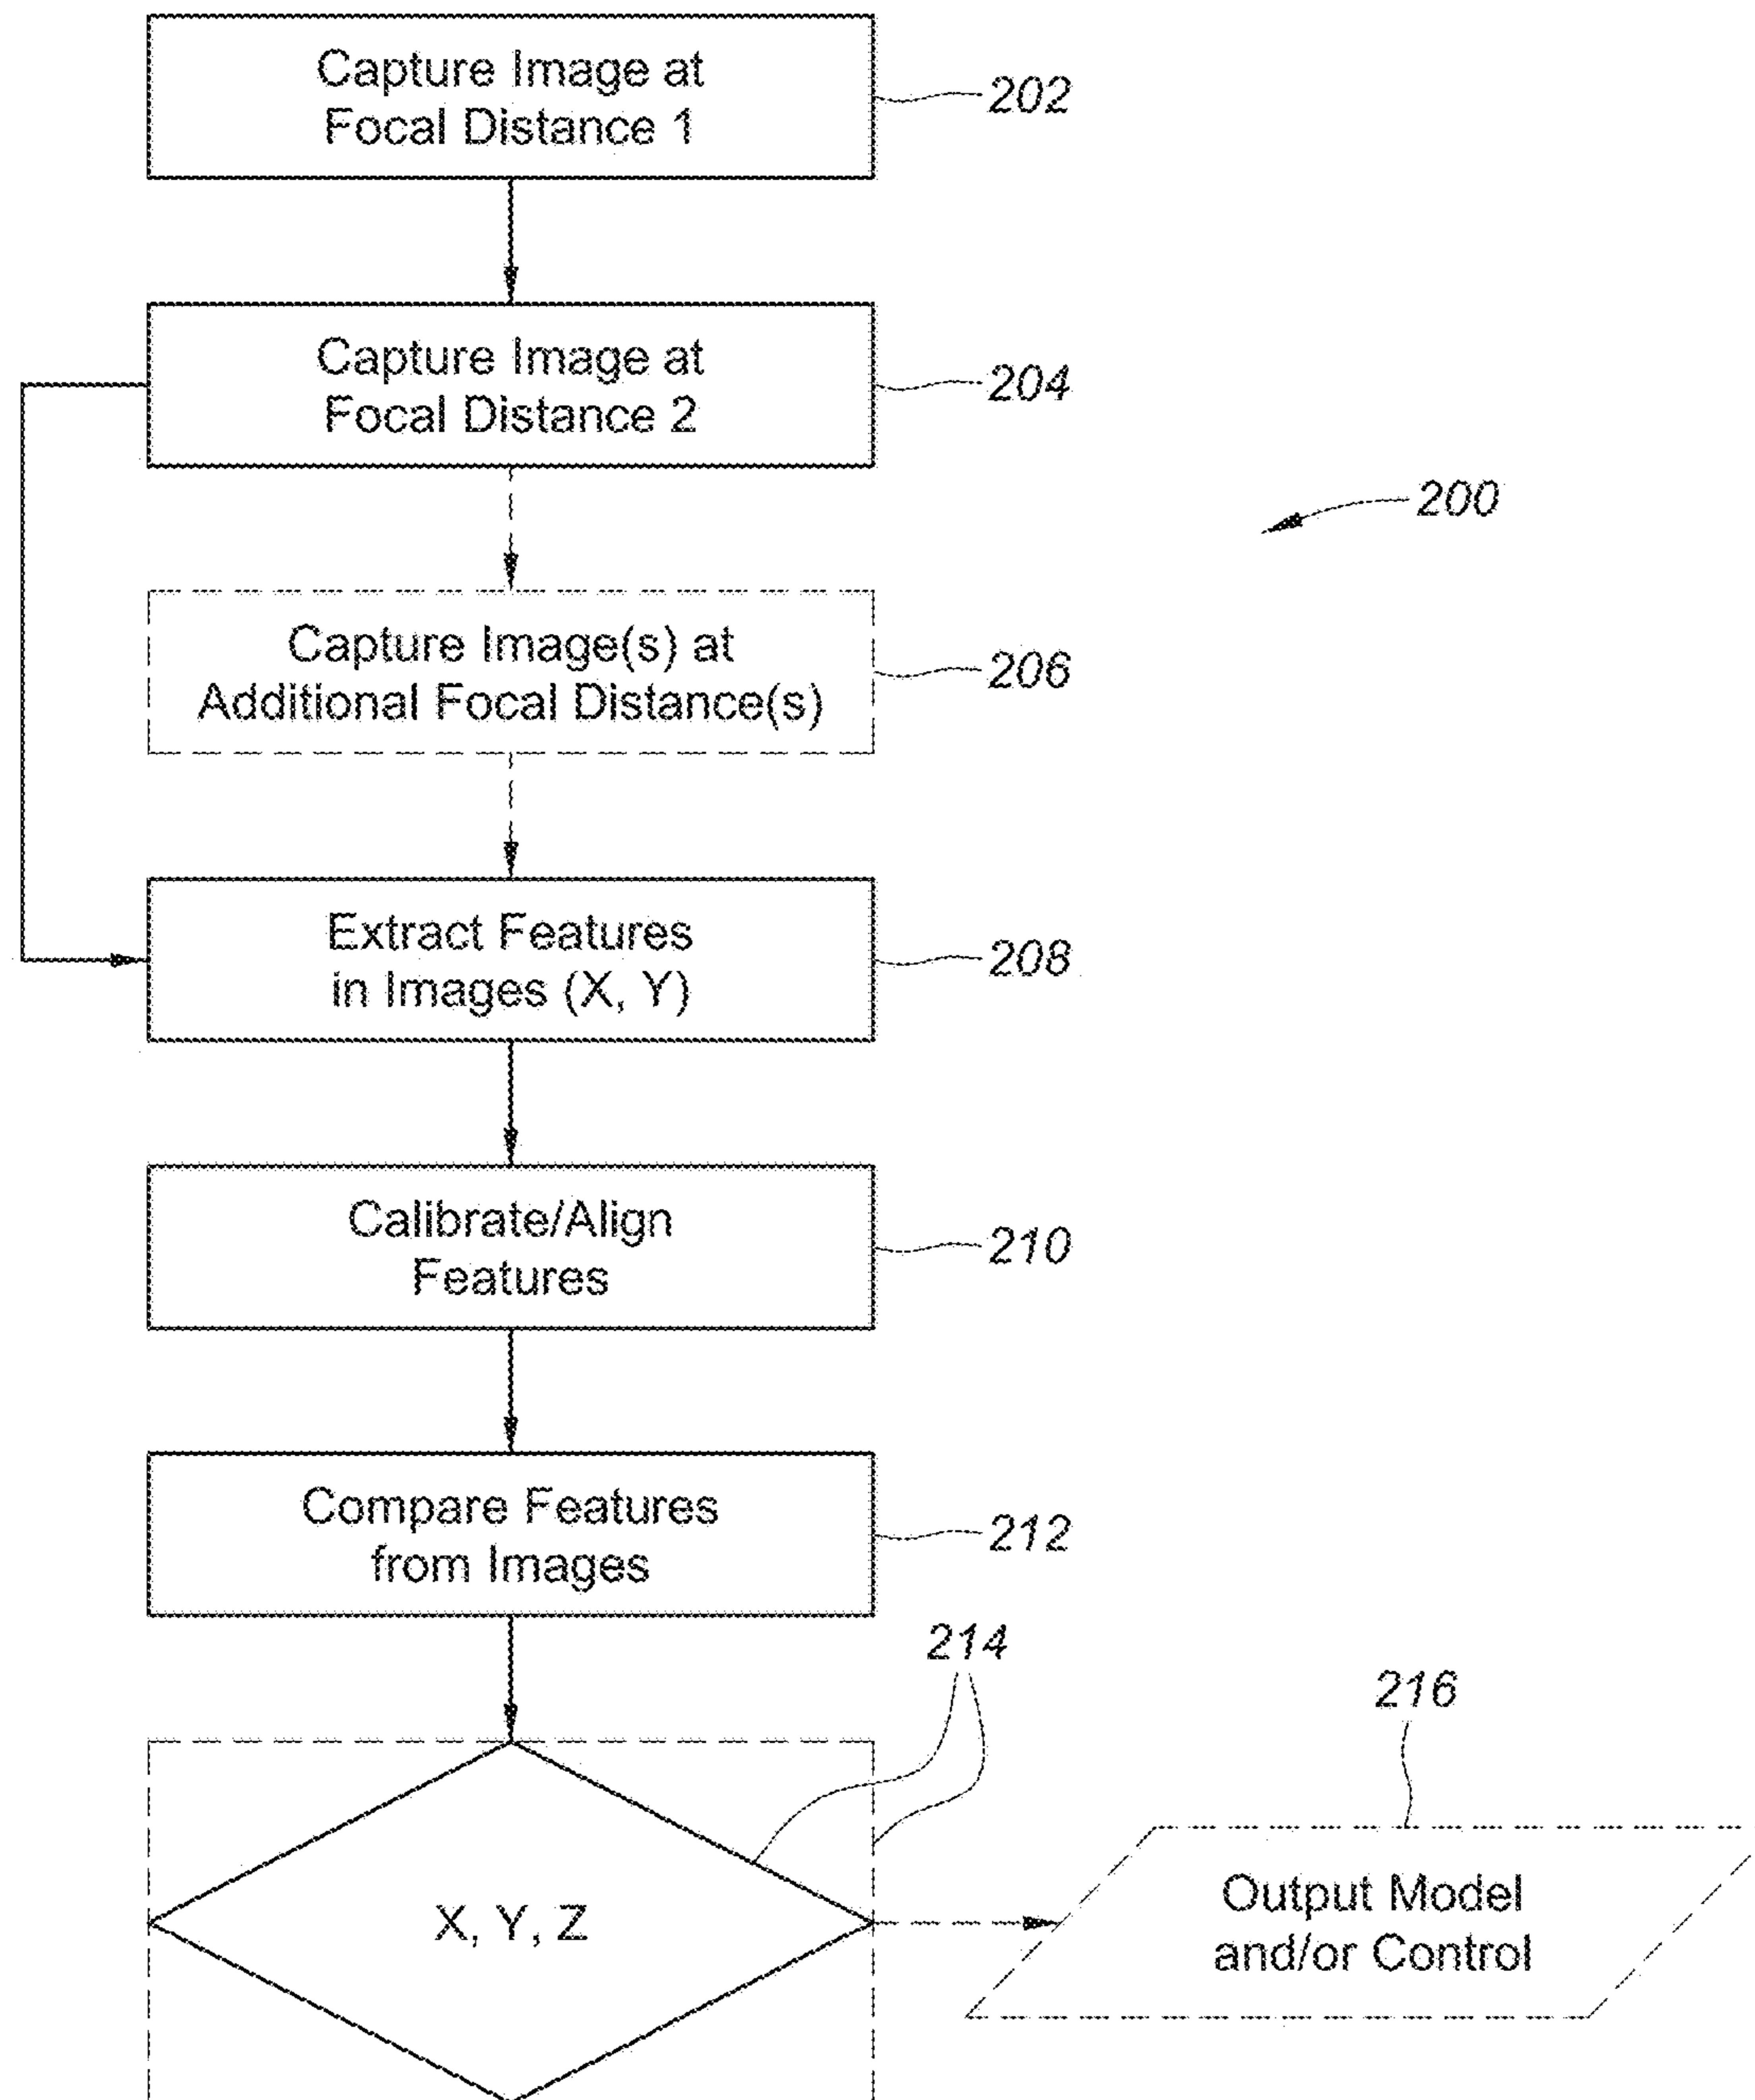 Capture Image at
Focal Distance 1
202
Capture Image at
Focal Distance 2
204
200
Capture Image(s) at
Additional Focal Distance(s)
206
Extract Features
in Images (X, Y)
208
Calibrate/Align
Features
210
Compare Features
from Images
212
214
216
X, Y, Z
Output Model
and/or Control